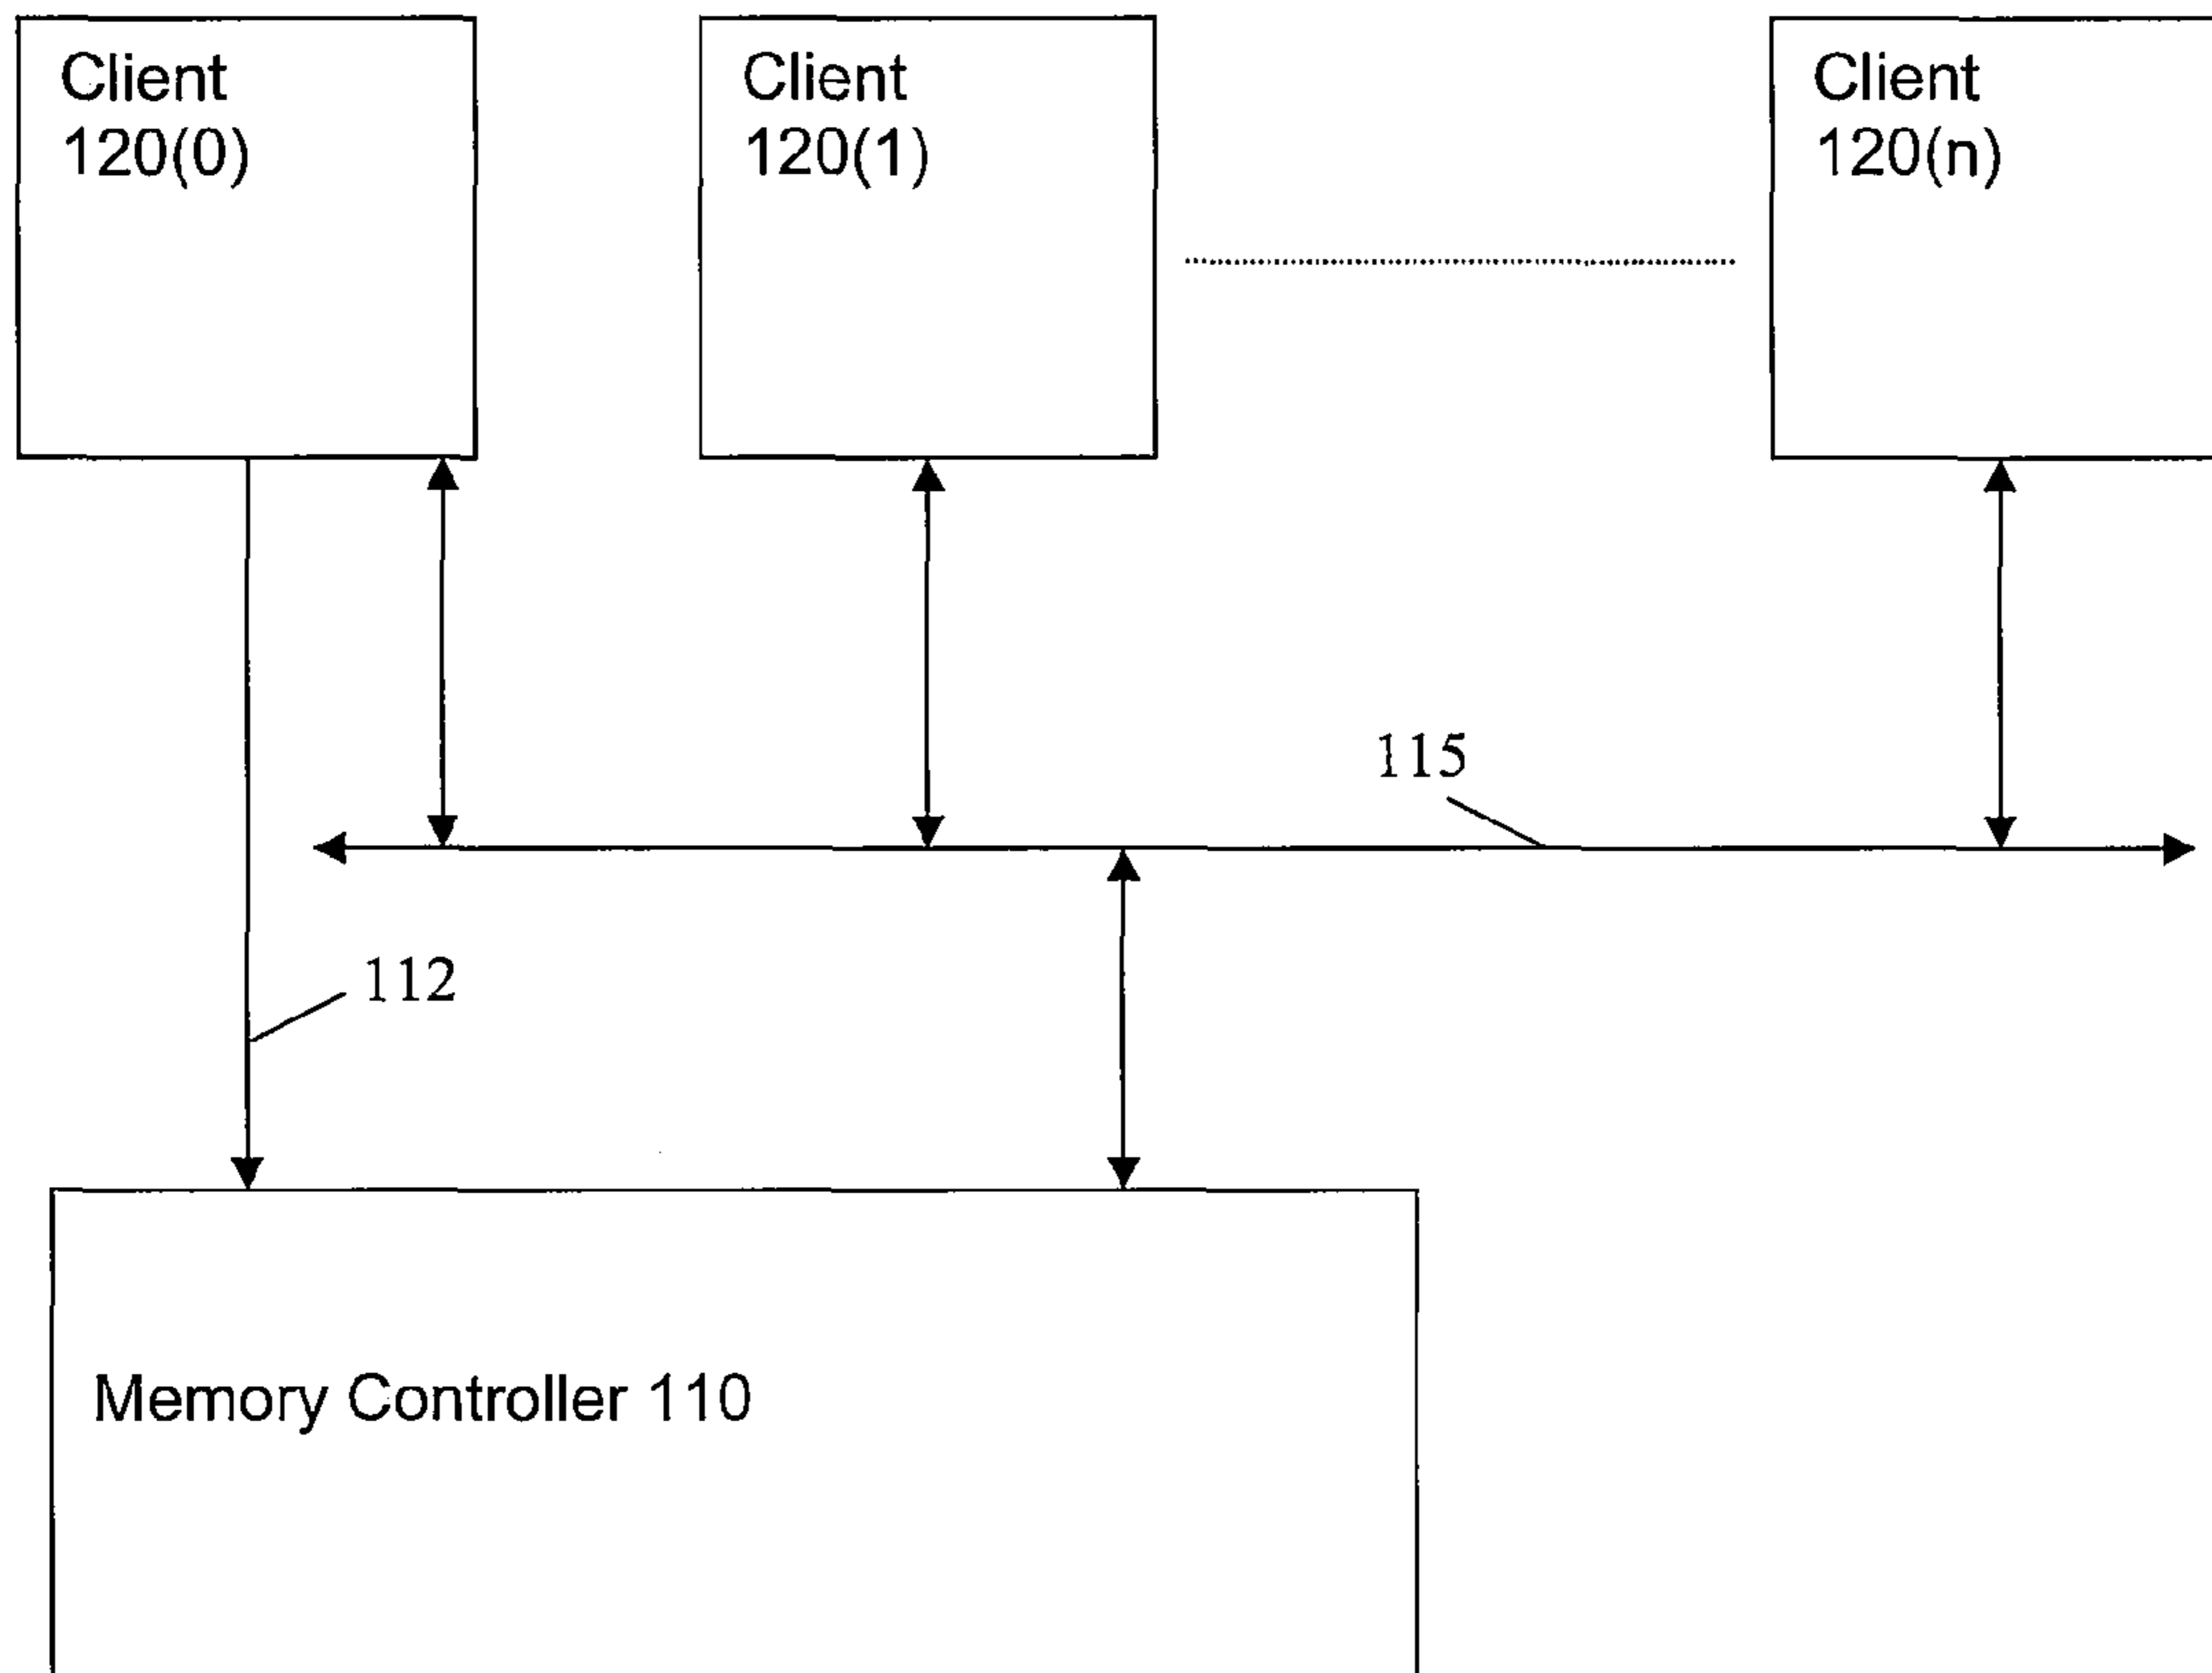 Client
120(0)
Client
120(1)
Client
120(n)
115
112
Memory Controller 110